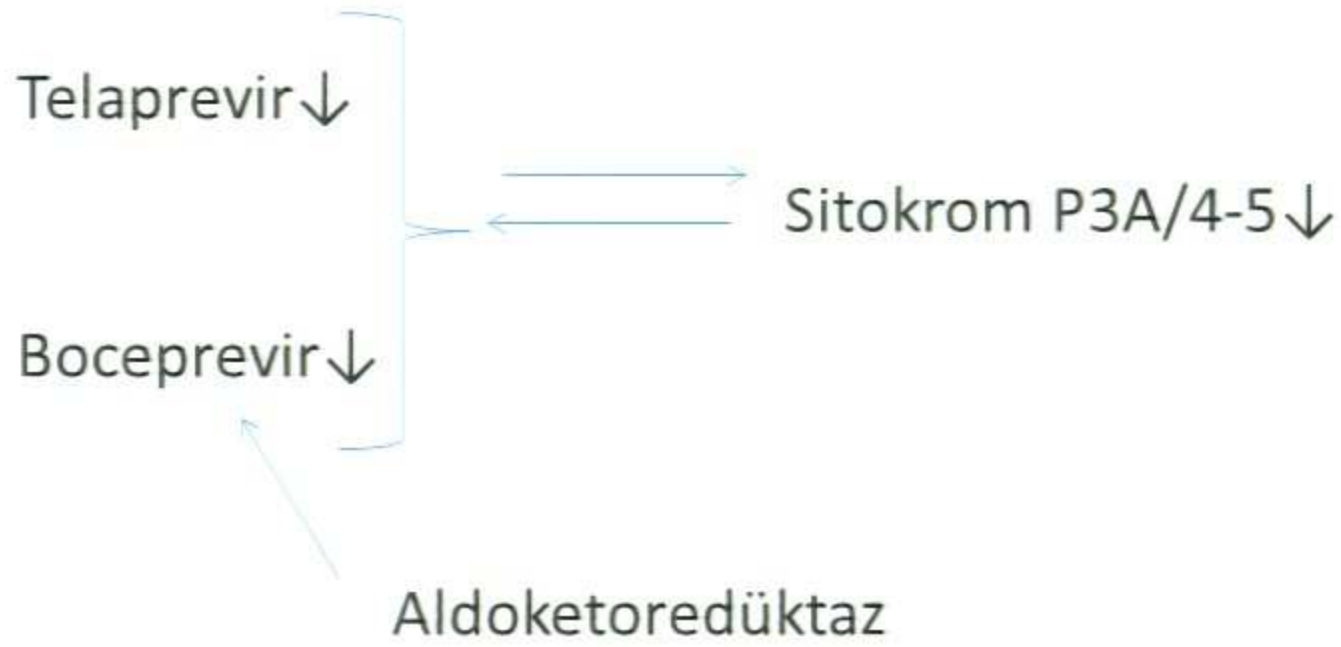 Telaprevir↓
Sitokrom P3A/4-5↓
Boceprevir↓
Aldoketoredüktaz